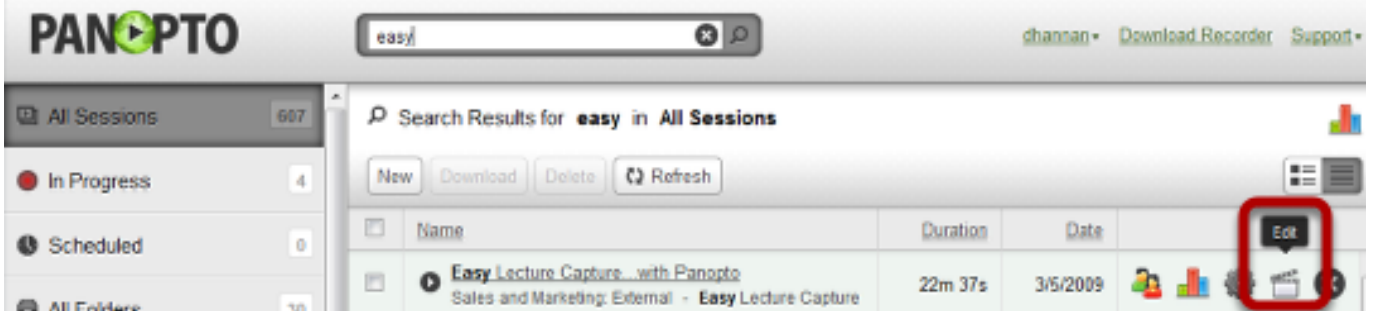 PANOPTO
easy
dhannan
Download Recorder
Support
All Sessions 607
In Progress 4
Scheduled 0
All Folders
Search Results for easy in All Sessions
New Download Delete Refresh
Name Duration Date
Edit
Easy Lecture Capture...with Panopto 22m 37s 3/5/2009
Sales and Marketing: External - Easy Lecture Capture